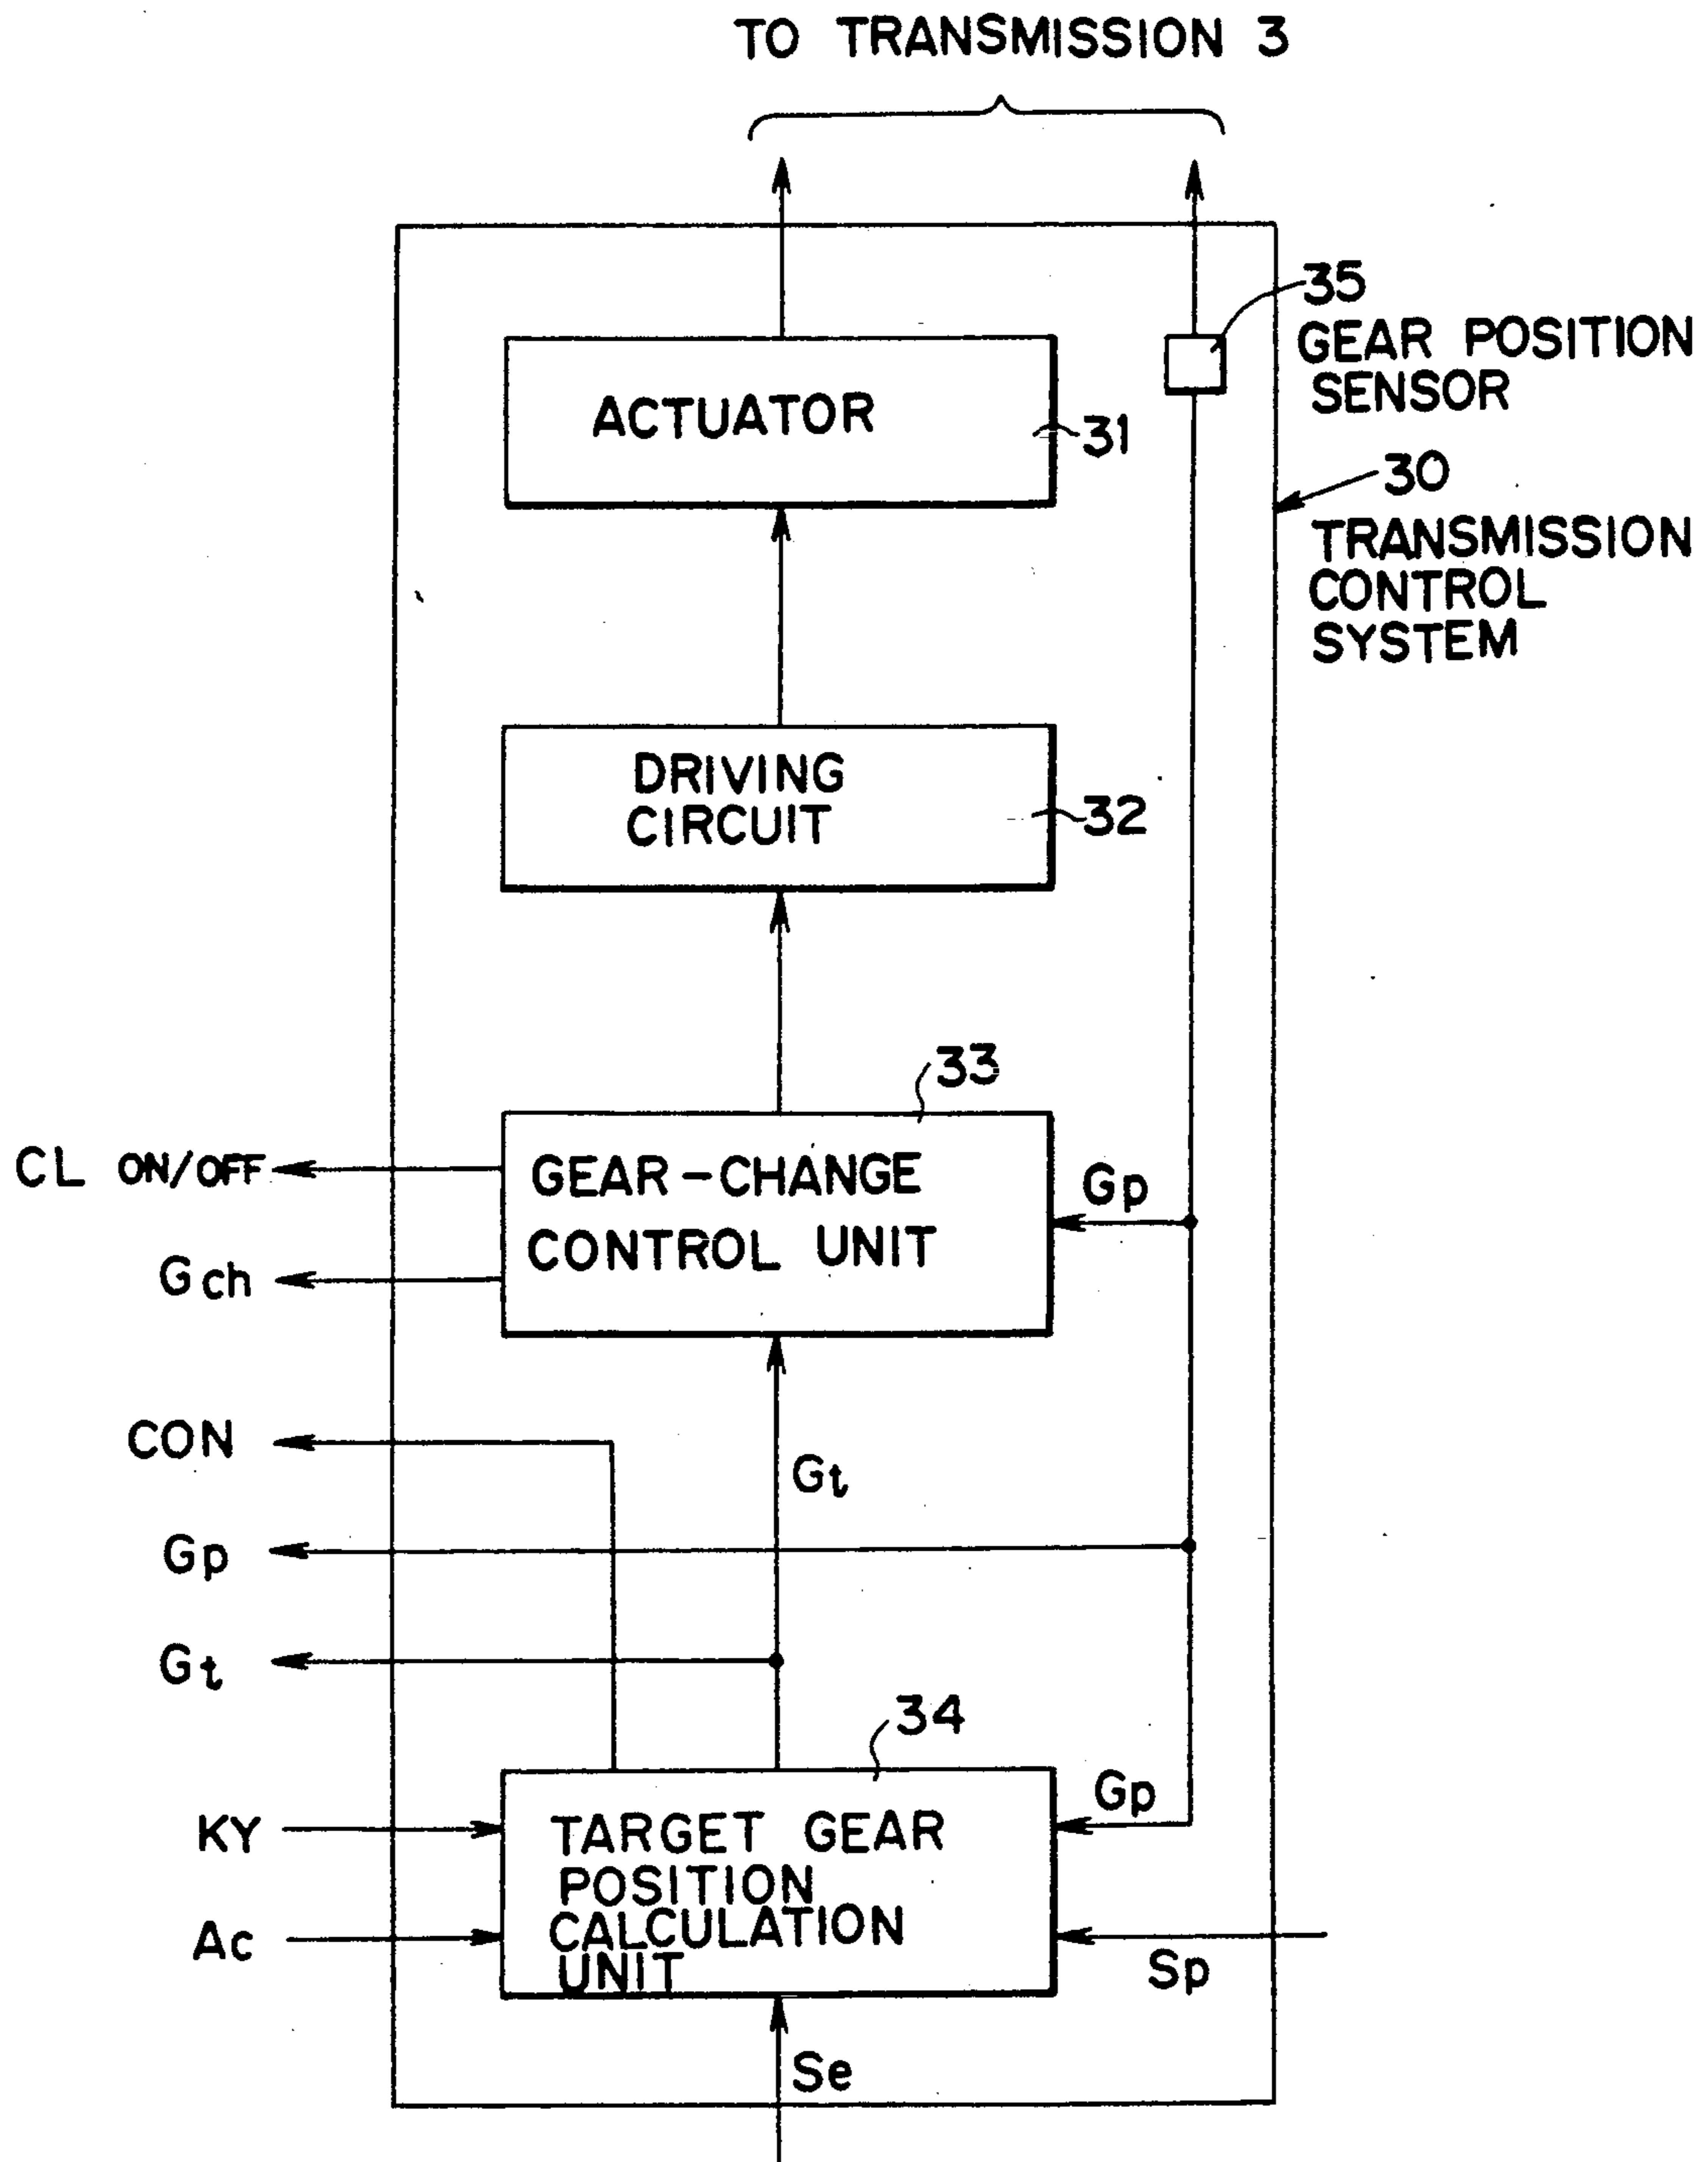 TO TRANSMISSION 3
35
GEAR POSITION
SENSOR
ACTUATOR
31
30
TRANSMISSION
CONTROL
SYSTEM
DRIVING
CIRCUIT
32
33
CL ON/OFF
GEAR-CHANGE
CONTROL UNIT
Gp
Gch
CON
Gt
Gp
Gt
34
KY
TARGET GEAR
POSITION
CALCULATION
UNIT
Gp
Ac
Sp
Se